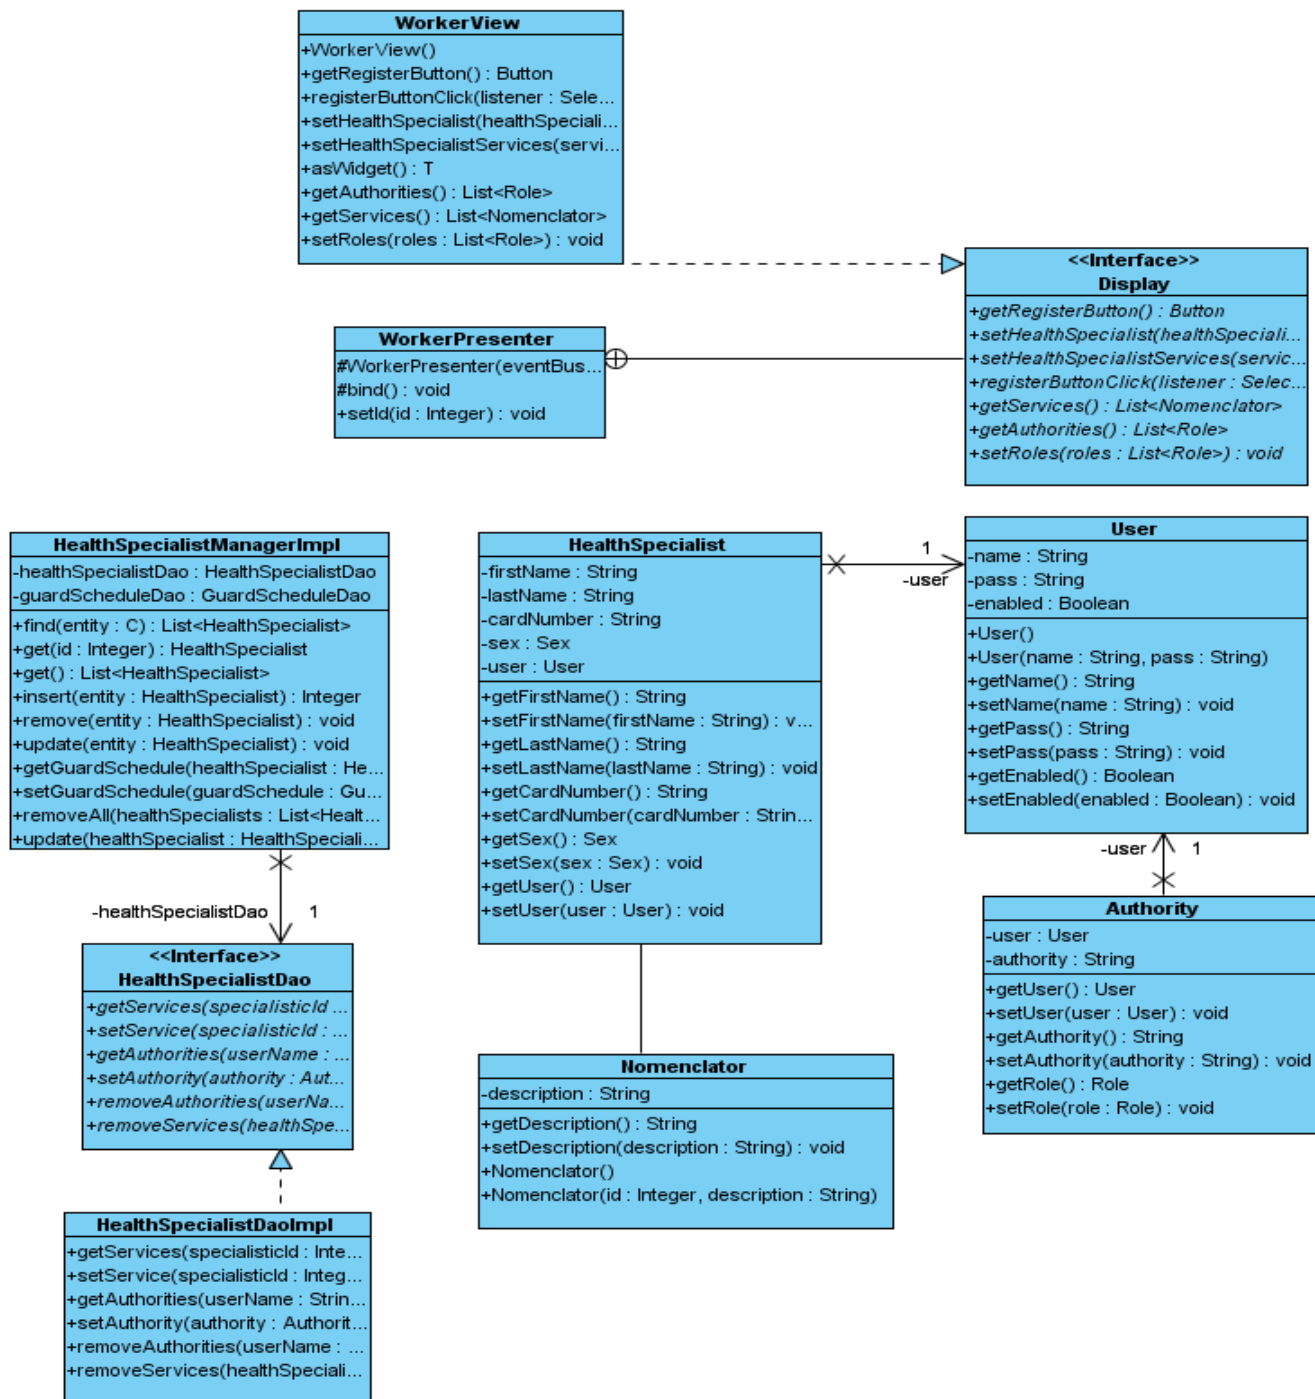 WorkerView
+WorkerView()
+getRegisterButton() : Button
+registerButtonClick(listener : Sele...
+setHealthSpecialist(healthSpeciali...
+setHealthSpecialistServices(servi...
+asWidget() : T
+getAuthorities() : List<Role>
+getServices() : List<Nomenclator>
+setRoles(roles : List<Role>) : void
<<Interface>>
Display
+getRegisterButton() : Button
+setHealthSpecialist(healthSpeciali...
+setHealthSpecialistServices(servic...
+registerButtonClick(listener : Selec...
+getServices() : List<Nomenclator>
+getAuthorities() : List<Role>
+setRoles(roles : List<Role>) : void
WorkerPresenter
#WorkerPresenter(eventBus...
#bind() : void
+setId(id : Integer) : void
HealthSpecialistManagerImpl
-healthSpecialistDao : HealthSpecialistDao
-guardScheduleDao : GuardScheduleDao
+find(entity : C) : List<HealthSpecialist>
+get(id : Integer) : HealthSpecialist
+get() : List<HealthSpecialist>
+insert(entity : HealthSpecialist) : Integer
+remove(entity : HealthSpecialist) : void
+update(entity : HealthSpecialist) : void
+getGuardSchedule(healthSpecialist : He...
+setGuardSchedule(guardSchedule : Gu...
+removeAll(healthSpecialists : List<Healt...
+update(healthSpecialist : HealthSpeciali...
HealthSpecialist
-firstName : String
-lastName : String
-cardNumber : String
-sex : Sex
-user : User
+getFirstName() : String
+setFirstName(firstName : String) : v...
+getLastName() : String
+setLastName(lastName : String) : void
+getCardNumber() : String
+setCardNumber(cardNumber : Strin...
+getSex() : Sex
+setSex(sex : Sex) : void
+getUser() : User
+setUser(user : User) : void
1
-user
User
-name : String
-pass : String
-enabled : Boolean
+User()
+User(name : String, pass : String)
+getName() : String
+setName(name : String) : void
+getPass() : String
+setPass(pass : String) : void
+getEnabled() : Boolean
+setEnabled(enabled : Boolean) : void
-user 1
Authority
-user : User
-authority : String
+getUser() : User
+setUser(user : User) : void
+getAuthority() : String
+setAuthority(authority : String) : void
+getRole() : Role
+setRole(role : Role) : void
-healthSpecialistDao 1
<<Interface>>
HealthSpecialistDao
+getServices(specialisticId ...
+setService(specialisticId : ...
+getAuthorities(userName : ...
+setAuthority(authority : Aut...
+removeAuthorities(userNa...
+removeServices(healthSpe...
Nomenclator
-description : String
+getDescription() : String
+setDescription(description : String) : void
+Nomenclator()
+Nomenclator(id : Integer, description : String)
HealthSpecialistDaoImpl
+getServices(specialisticId : Inte...
+setService(specialisticId : Integ...
+getAuthorities(userName : Strin...
+setAuthority(authority : Authorit...
+removeAuthorities(userName : ...
+removeServices(healthSpeciali...